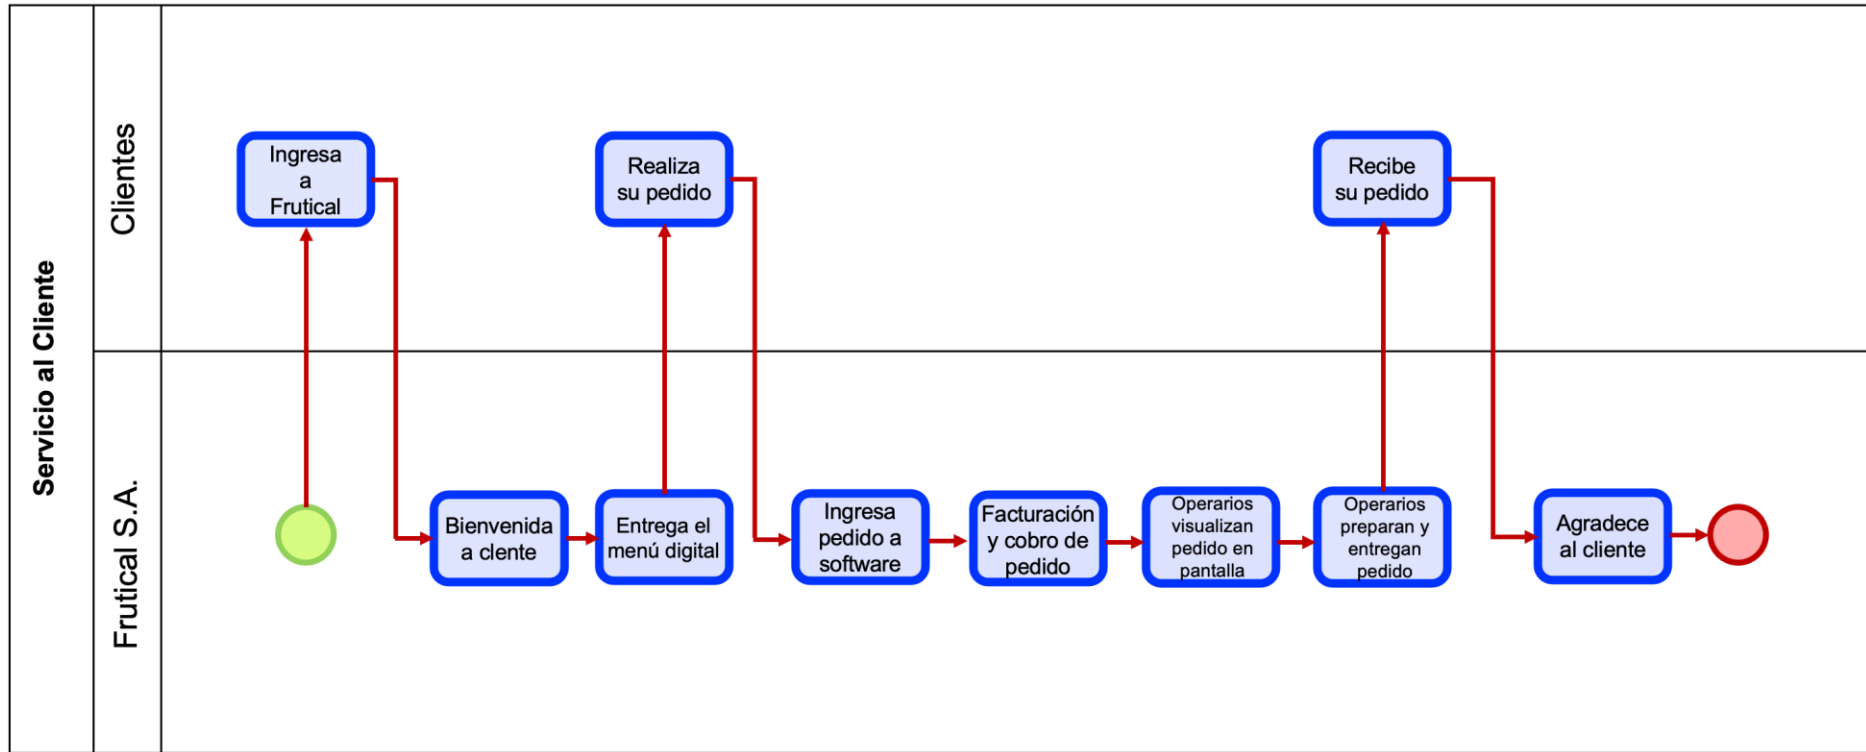 Servicio al Cliente
Clientes
Ingresa
a
Frutical
Realiza
su pedido
Recibe
su pedido
Frutical S.A.
Bienvenida
a clente
Entrega el
menú digital
Ingresa
pedido a
software
Facturación
y cobro de
pedido
Operarios
visualizan
pedido en
pantalla
Operarios
preparan y
entregan
pedido
Agradece
al cliente